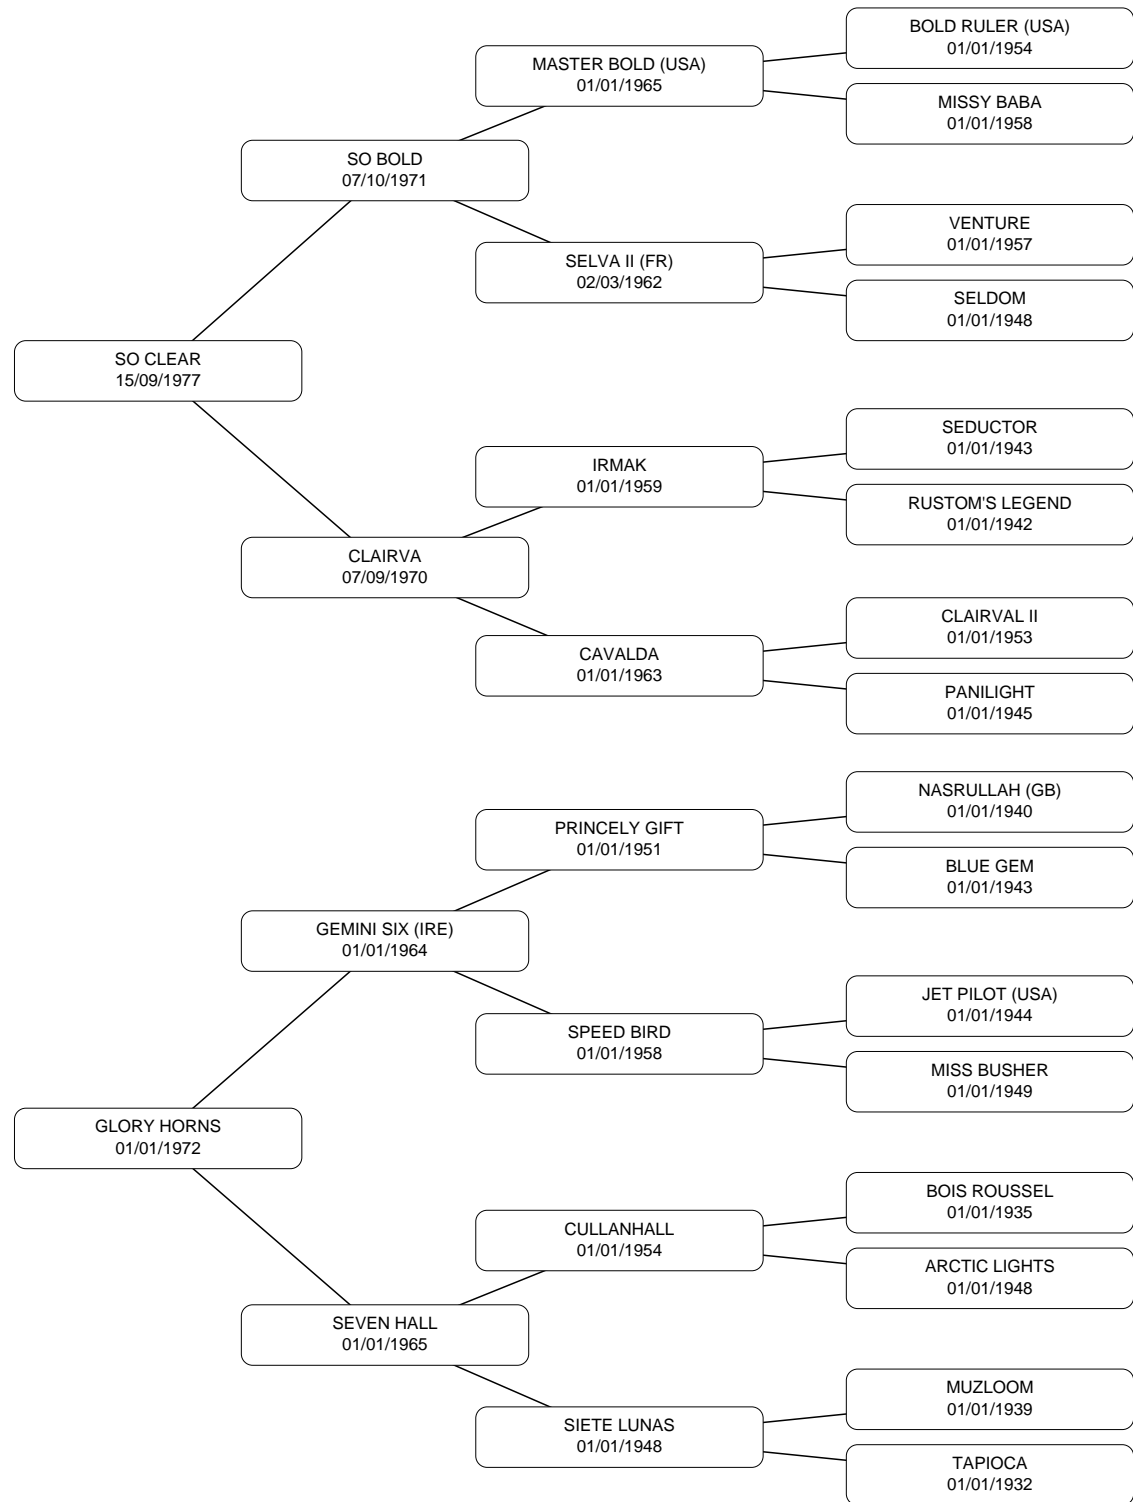 BOLD RULER (USA)
01/01/1954
MASTER BOLD (USA)
01/01/1965
MISSY BABA
01/01/1958
SO BOLD
07/10/1971
VENTURE
01/01/1957
SELVA II (FR)
02/03/1962
SELDOM
01/01/1948
SO CLEAR
15/09/1977
SEDUCTOR
01/01/1943
IRMAK
01/01/1959
RUSTOM'S LEGEND
01/01/1942
CLAIRVA
07/09/1970
CLAIRVAL II
01/01/1953
CAVALDA
01/01/1963
PANILIGHT
01/01/1945
NASRULLAH (GB)
01/01/1940
PRINCELY GIFT
01/01/1951
BLUE GEM
01/01/1943
GEMINI SIX (IRE)
01/01/1964
JET PILOT (USA)
01/01/1944
SPEED BIRD
01/01/1958
MISS BUSHER
01/01/1949
GLORY HORNS
01/01/1972
BOIS ROUSSEL
01/01/1935
CULLANHALL
01/01/1954
ARCTIC LIGHTS
01/01/1948
SEVEN HALL
01/01/1965
MUZLOOM
01/01/1939
SIETE LUNAS
01/01/1948
TAPIOCA
01/01/1932